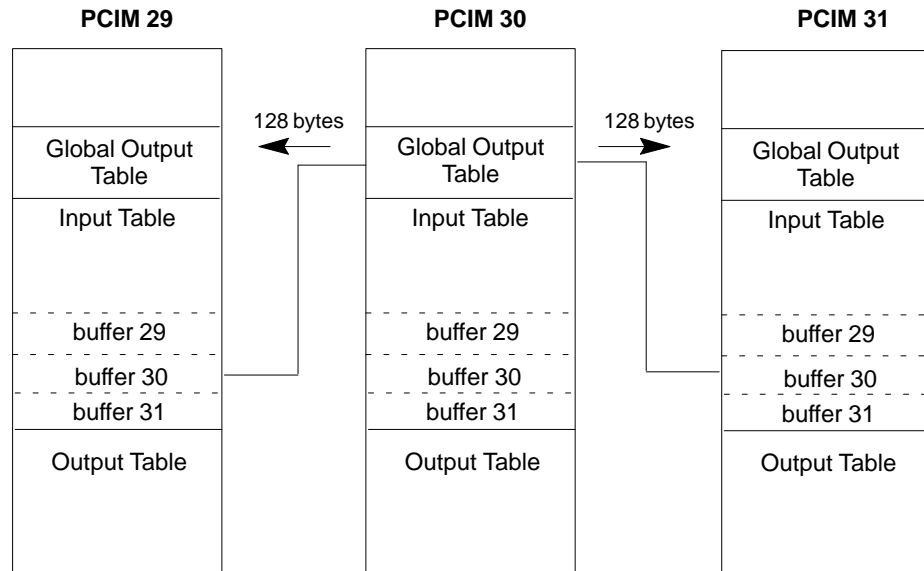 PCIM 29
PCIM 30
PCIM 31
128 bytes
128 bytes
Global Output
Table
Global Output
Table
Global Output
Table
Input Table
Input Table
Input Table
buffer 29
buffer 29
buffer 29
buffer 30
buffer 30
buffer 30
buffer 31
buffer 31
buffer 31
Output Table
Output Table
Output Table